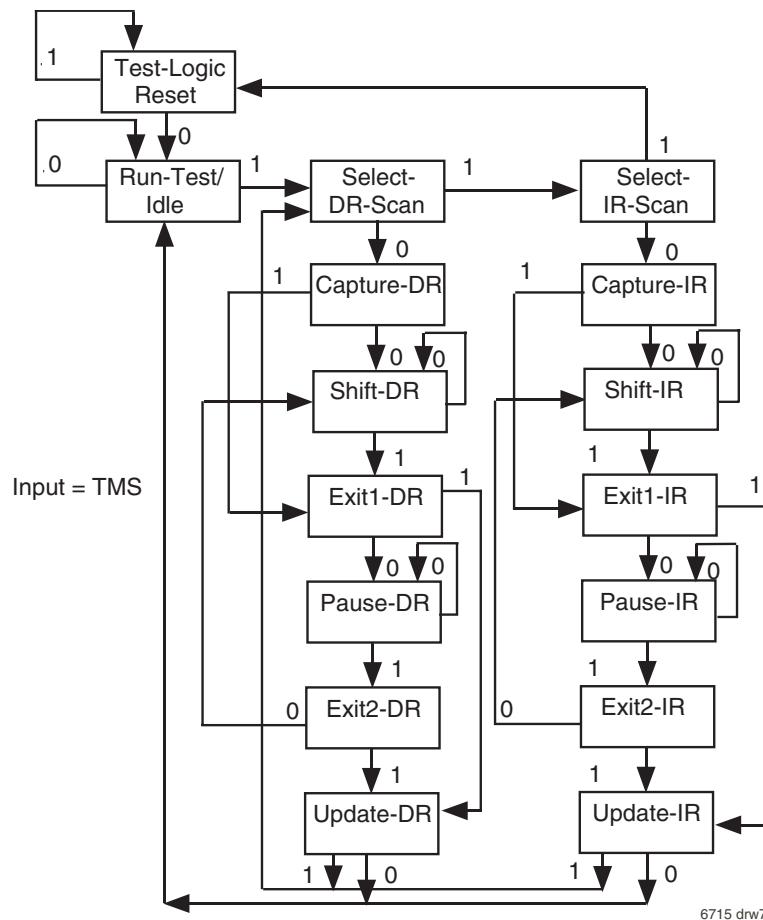 1
Test-Logic
Reset
0
0
Run-Test/
Idle
1
Select-
DR-Scan
1
1
Select-
IR-Scan
0
0
1
Capture-DR
1
Capture-IR
0
0
0
0
Shift-DR
Shift-IR
1
1
Input = TMS
Exit1-DR
1
Exit1-IR
1
0
0
0
0
Pause-DR
Pause-IR
1
1
0
Exit2-DR
0
Exit2-IR
1
1
Update-DR
Update-IR
1
0
1
0
6715 drw7